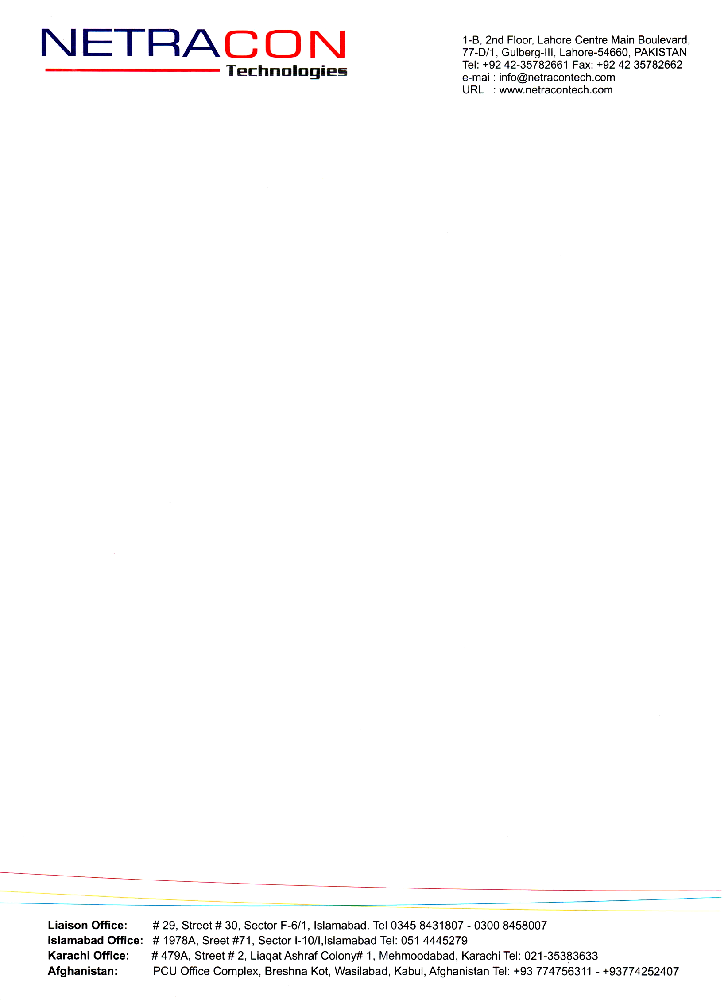 NETRACON
Technologies
1-B, 2nd Floor, Lahore Centre Main Boulevard,
77-D/1, Gulberg-III, Lahore-54660, PAKISTAN
Tel: +92 42-35782661 Fax: +92 42 35782662
e-mai : info@netracontech.com
URL : www.netracontech.com
Liaison Office: # 29, Street # 30, Sector F-6/1, Islamabad. Tel 0345 8431807 - 0300 8458007
Islamabad Office: # 1978A, Sreet #71, Sector I-10/I,Islamabad Tel: 051 4445279
Karachi Office: # 479A, Street # 2, Liaqat Ashraf Colony# 1, Mehmoodabad, Karachi Tel: 021-35383633
Afghanistan: PCU Office Complex, Breshna Kot, Wasilabad, Kabul, Afghanistan Tel: +93 774756311 - +93774252407